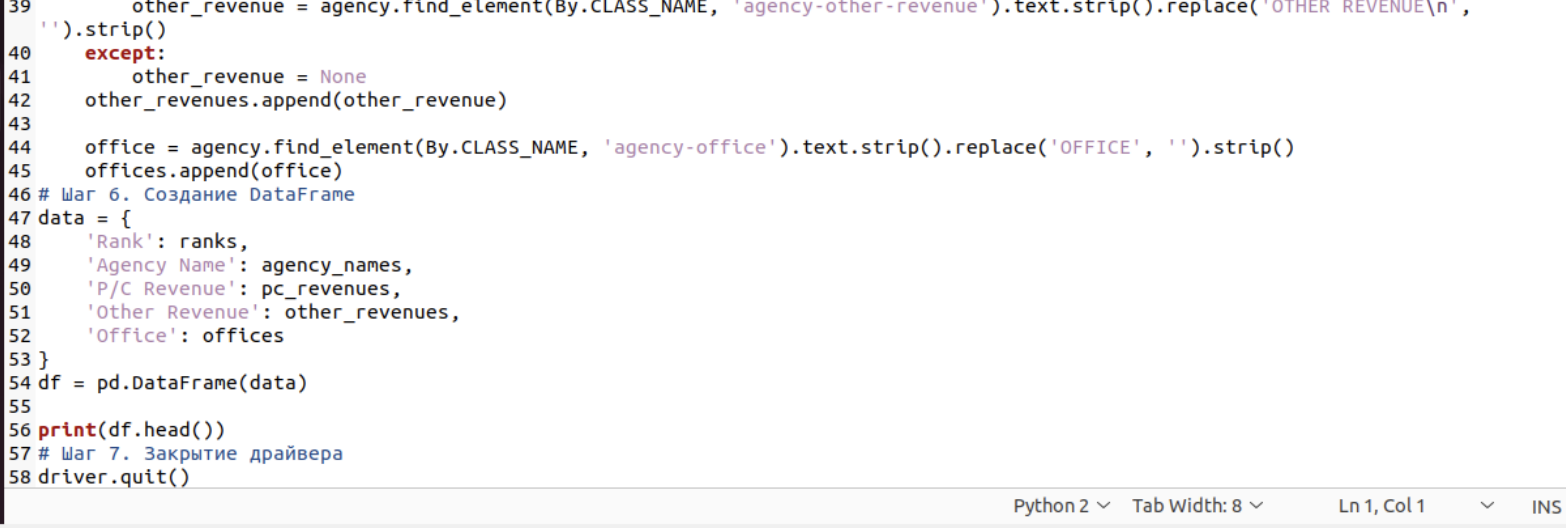 39         other_revenue = agency.find_element(By.CLASS_NAME, 'agency-other-revenue').text.strip().replace('OTHER REVENUE\n',
'').strip()
40     except:
41         other_revenue = None
42     other_revenues.append(other_revenue)
43
44     office = agency.find_element(By.CLASS_NAME, 'agency-office').text.strip().replace('OFFICE', '').strip()
45     offices.append(office)
46 # Шаг 6. Создание DataFrame
47 data = {
48     'Rank': ranks,
49     'Agency Name': agency_names,
50     'P/C Revenue': pc_revenues,
51     'Other Revenue': other_revenues,
52     'Office': offices
53 }
54 df = pd.DataFrame(data)
55
56 print(df.head())
57 # Шаг 7. Закрытие драйвера
58 driver.quit()
Python 2 Tab Width: 8 Ln 1, Col 1 INS